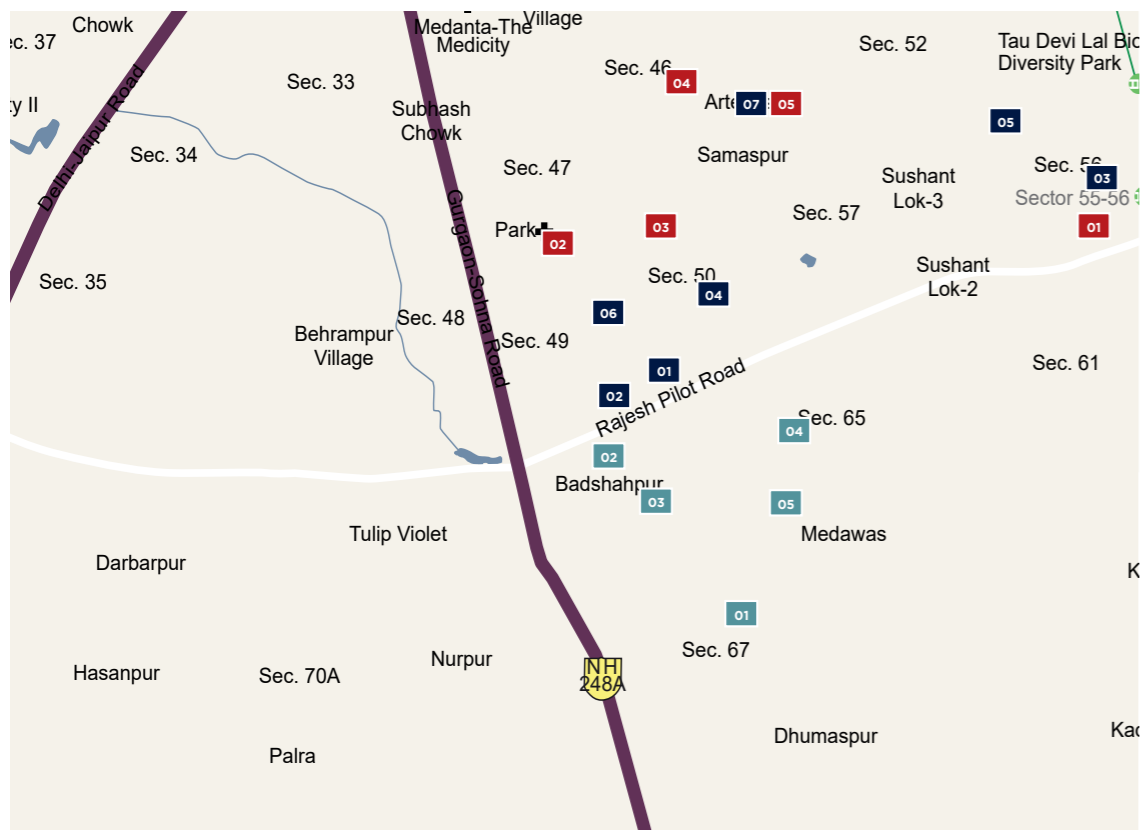 Chowk
Medanta-The
Medicity
Village
Sec. 52
Tau Devi Lal
Diversity Park
Sec. 33
Sec. 46
04
07
05
05
Subhash
Chowk
Delhi-Jaipur Road
Sec. 34
Sec. 47
Samaspur
Sushant
Lok-3
Sec. 56
03
Sector 55-56
01
Gurgaon-Sohna Road
Park
02
03
Sec. 57
Sec. 35
Sec. 50
04
Sushant
Lok-2
Sec. 48
06
Behrampur
Village
Sec. 49
01
02
Rajesh Pilot Road
Sec. 61
Sec. 65
04
02
Badshahpur
03
05
Tulip Violet
Medawas
Darbarpur
01
Sec. 67
Nurpur
Hasanpur
Sec. 70A
NH
248A
Dhumaspur
Palra